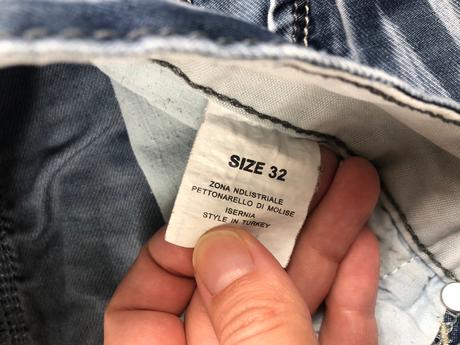 SIZE 32
ZONA NDLISTRIALE
PETTONARELLO DI MOLISE
ISERNIA
STYLE IN TURKEY